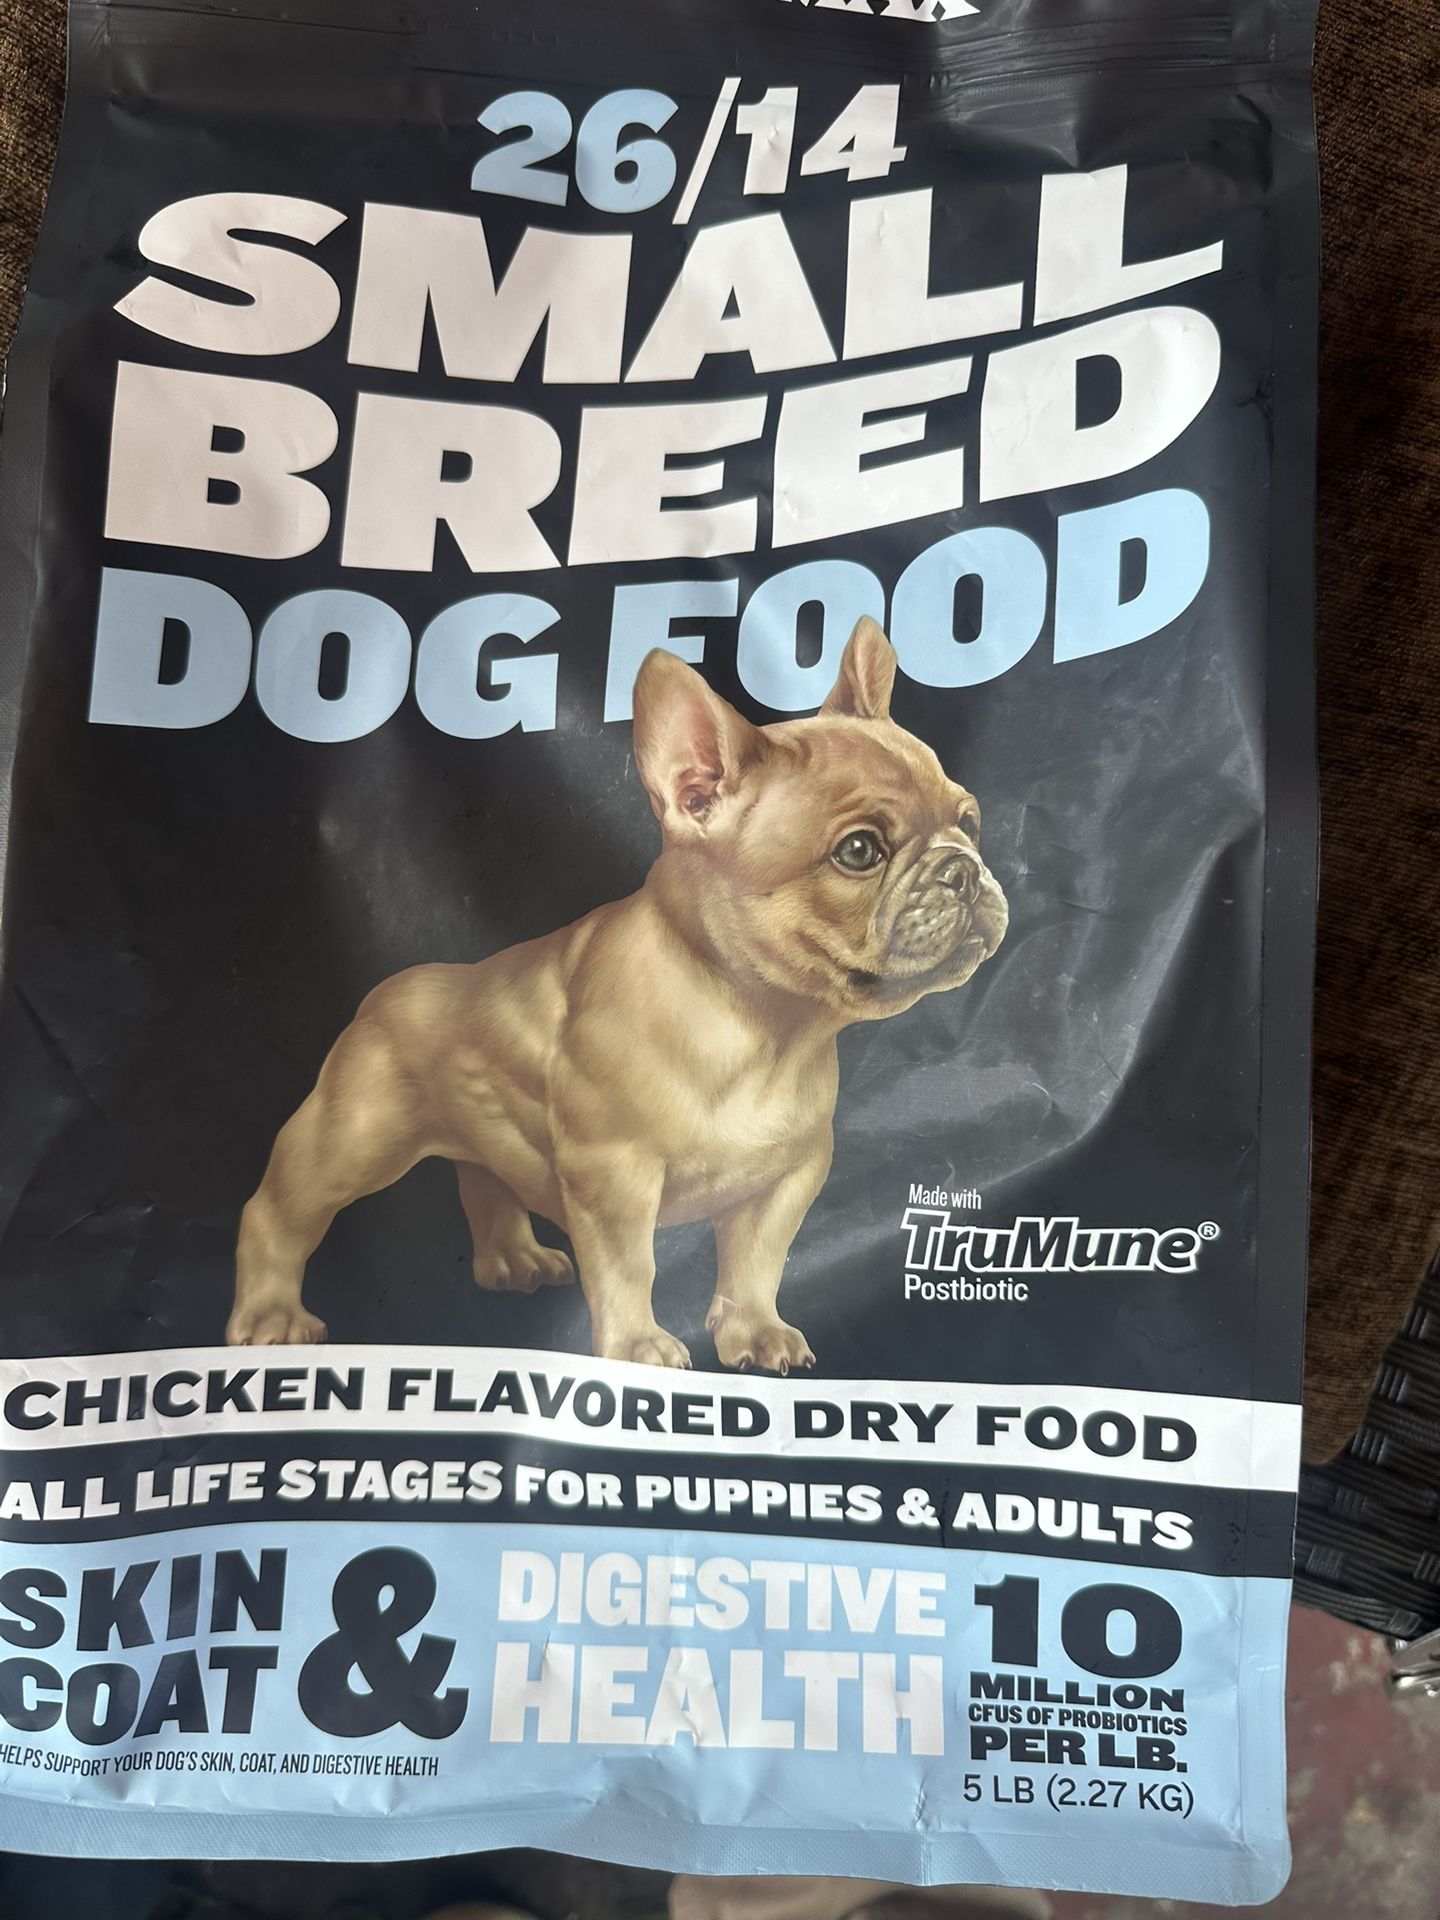 26/14
SMALL
BREED
DOG FOOD
Made with
TruMune®
Postbiotic
CHICKEN FLAVORED DRY FOOD
ALL LIFE STAGES FOR PUPPIES & ADULTS
SKIN
COAT
&
DIGESTIVE
HEALTH
HELPS SUPPORT YOUR DOG'S SKIN, COAT, AND DIGESTIVE HEALTH
10
MILLION
CFUS OF PROBIOTICS
PER LB.
5 LB (2.27 KG)